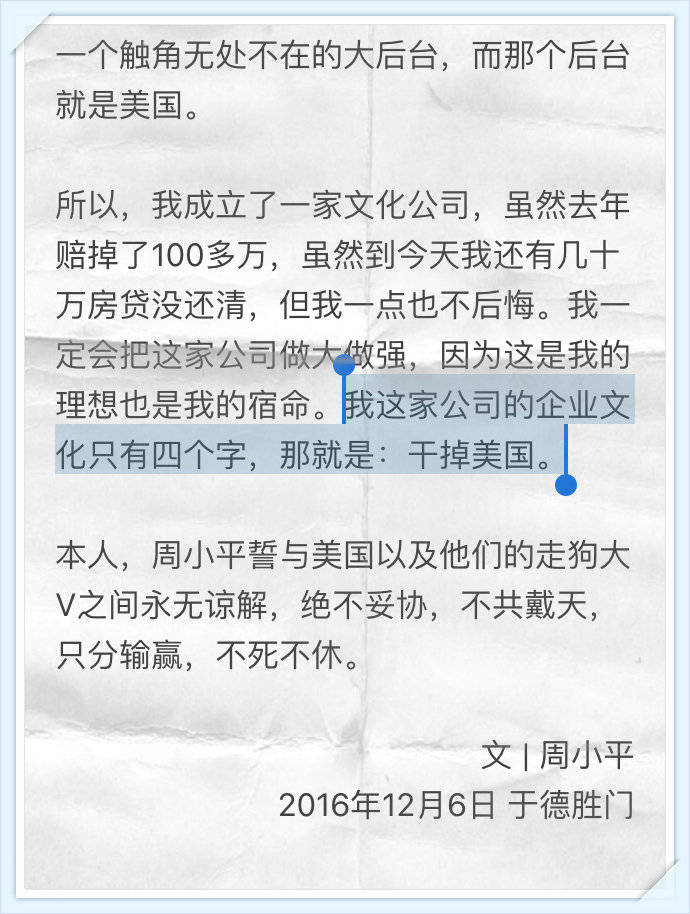 一个触角无处不在的大后台，而那个后台
就是美国。
所以，我成立了一家文化公司，虽然去年
赔掉了100多万，虽然到今天我还有几十
万房贷没还清，但我一点也不后悔。我一
定会把这家公司做大做强，因为这是我的
理想也是我的宿命。我这家公司的企业文
化只有四个字，那就是：干掉美国。
本人，周小平誓与美国以及他们的走狗大
V之间永无谅解，绝不妥协，不共戴天，
只分输赢，不死不休。
文 | 周小平
2016年12月6日 于德胜门